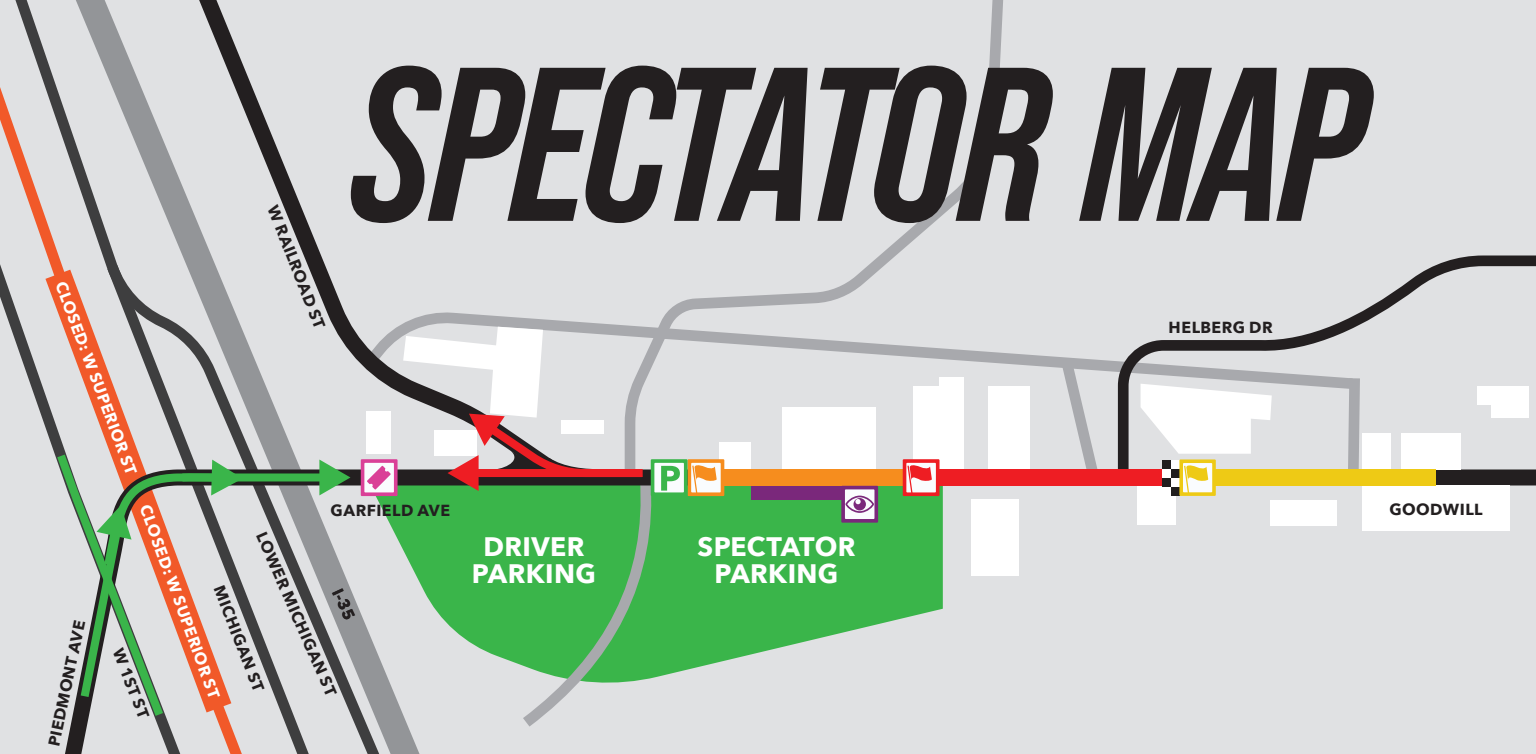 SPECTATOR MAP
W RAILROAD ST
CLOSED: W SUPERIOR ST
HELBERG DR
P
GARFIELD AVE
GOODWILL
DRIVER
PARKING
SPECTATOR
PARKING
CLOSED: W SUPERIOR ST
LOWER MICHIGAN ST
MICHIGAN ST
I-35
PIEDMONT AVE
W 1ST ST